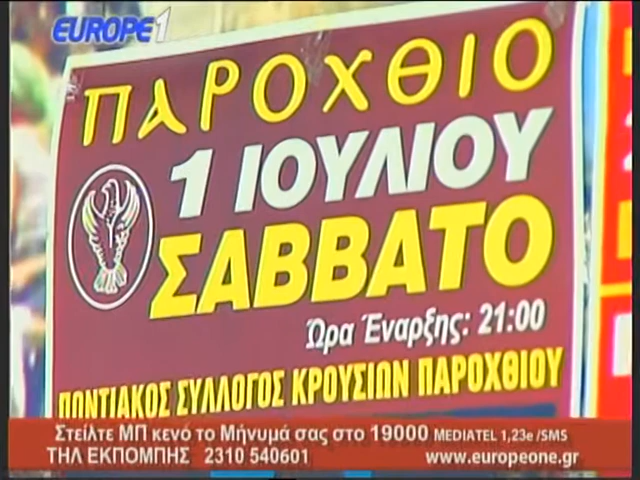 EUROPE1
ΠΑΡΟΧΘΙΟ
1 ΙΟΥΛΙΟΥ
ΣΑΒΒΑΤΟ
Ώρα Έναρξης: 21:00
ΠΟΝΤΙΑΚΟΣ ΣΥΛΛΟΓΟΣ ΚΡΟΥΣΙΩΝ ΠΑΡΟΧΘΙΟΥ
Στείλτε ΜΠ κενό το Μήνυμά σας στο 19000 MEDIATEL 1,23e /SMS
ΤΗΛ ΕΚΠΟΜΠΗΣ 2310 540601 www.europeone.gr